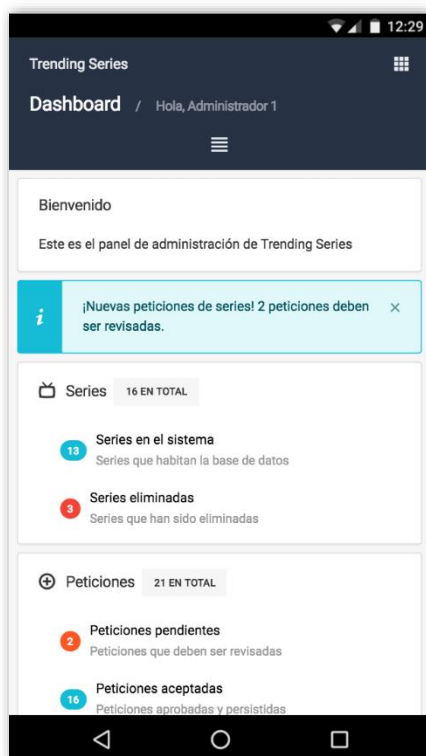 12:29
Trending Series
Dashboard / Hola, Administrador 1
Bienvenido
Este es el panel de administración de Trending Series
i
¡Nuevas peticiones de series! 2 peticiones deben
ser revisadas.
×
Series 16 EN TOTAL
13 Series en el sistema
Series que habitan la base de datos
3 Series eliminadas
Series que han sido eliminadas
Peticiones 21 EN TOTAL
2 Peticiones pendientes
Peticiones que deben ser revisadas
16 Peticiones aceptadas
Peticiones aprobadas y persistidas